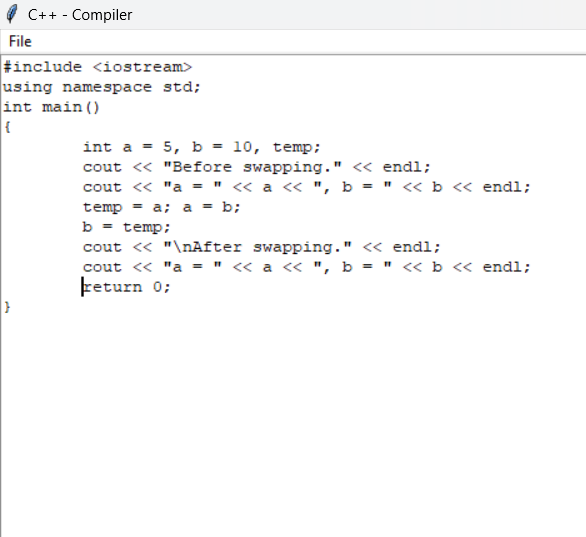 C++ - Compiler
File
#include <iostream>
using namespace std;
int main()
{
        int a = 5, b = 10, temp;
        cout << "Before swapping." << endl;
        cout << "a = " << a << ", b = " << b << endl;
        temp = a; a = b;
        b = temp;
        cout << "\nAfter swapping." << endl;
        cout << "a = " << a << ", b = " << b << endl;
        return 0;
}